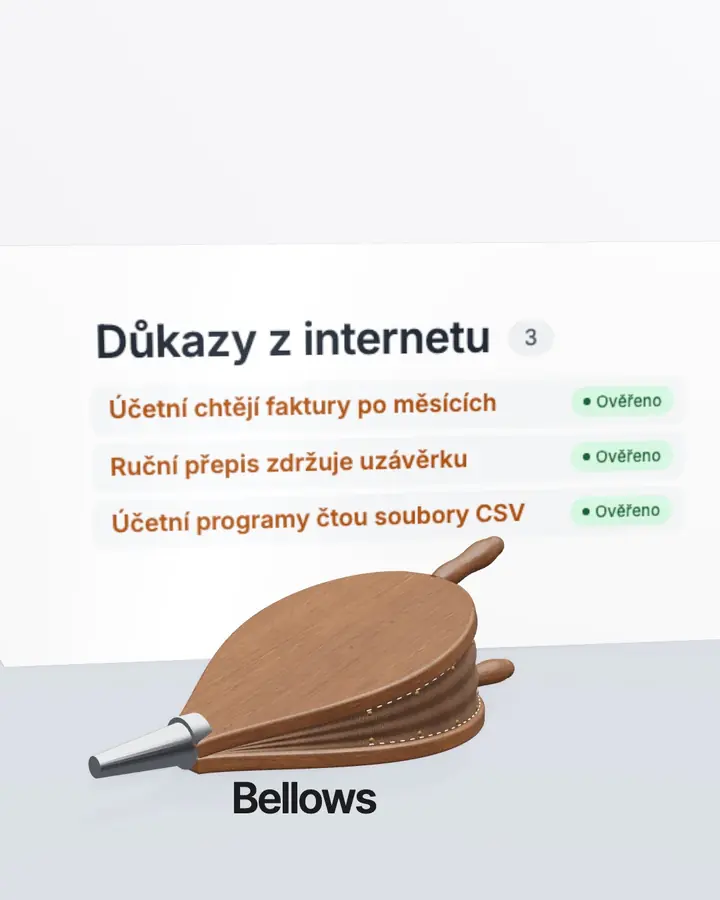 Důkazy z internetu 3
Účetní chtějí faktury po měsících Ověřeno
Ruční přepis zdržuje uzávěrku Ověřeno
Účetní programy čtou soubory CSV Ověřeno
Bellows